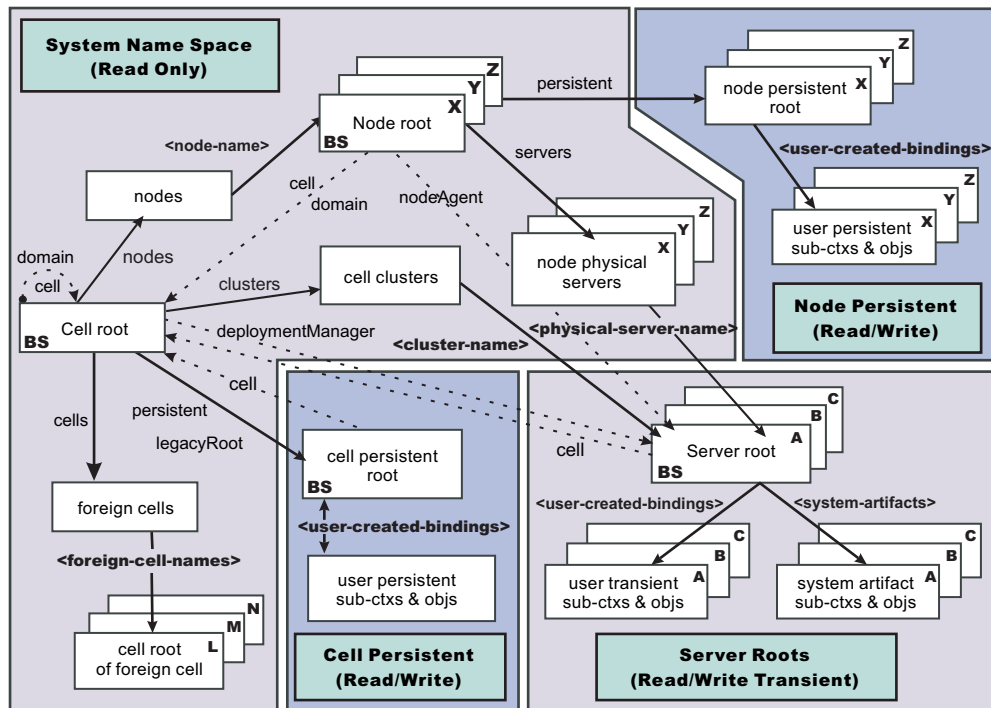 System Name Space
(Read Only)
Z
Y
X
Node root
BS
persistent
Z
Y
X
node persistent
root
<user-created-bindings>
Z
Y
X
user persistent
sub-ctxs & objs
Node Persistent
(Read/Write)
<node-name>
nodes
nodes
cell
domain
nodeAgent
servers
Z
Y
X
node physical
servers
domain
cell
Cell root
BS
clusters
cell clusters
deploymentManager
<cluster-name>
<physical-server-name>
cells
persistent
legacyRoot
cell
cell
foreign cells
<foreign-cell-names>
N
M
L
cell root
of foreign cell
cell persistent
root
BS
<user-created-bindings>
user persistent
sub-ctxs & objs
Cell Persistent
(Read/Write)
C
B
A
Server root
BS
<user-created-bindings>
<system-artifacts>
C
B
A
user transient
sub-ctxs & objs
C
B
A
system artifact
sub-ctxs & objs
Server Roots
(Read/Write Transient)